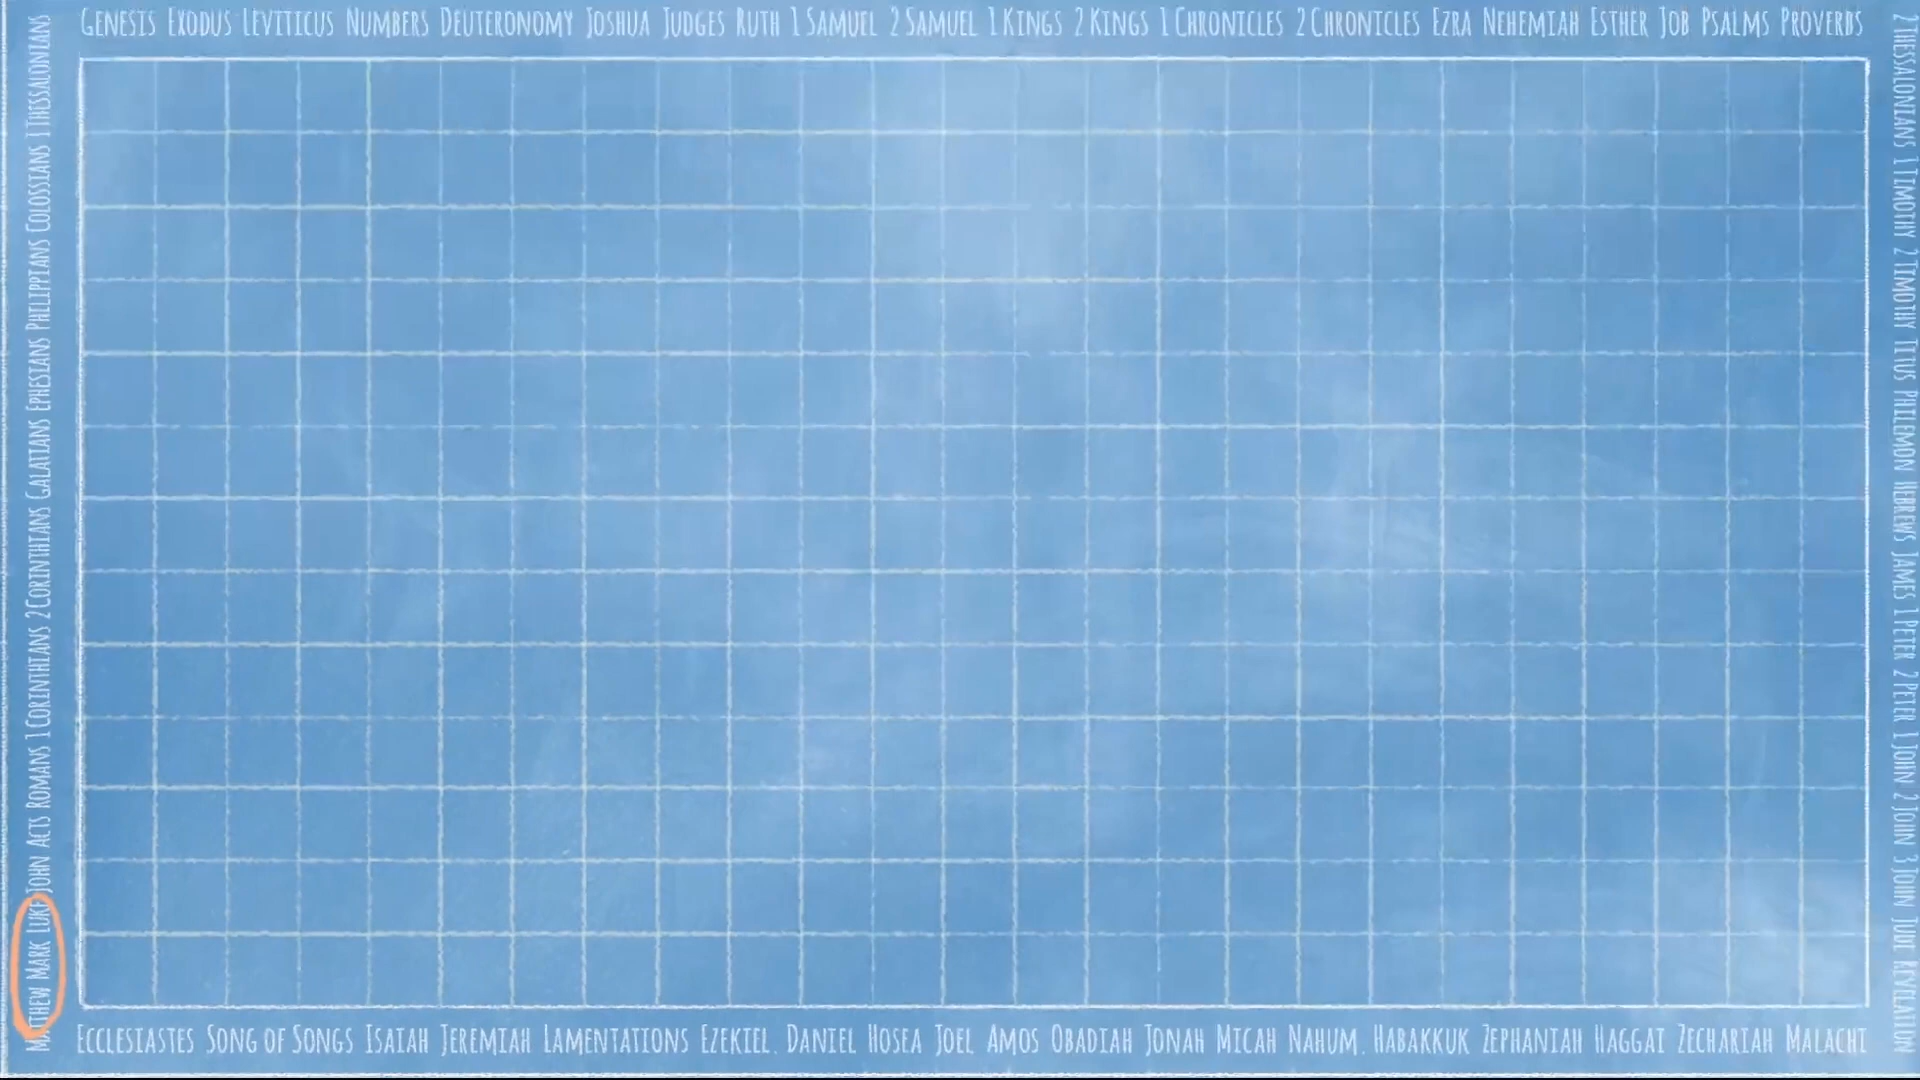 GENESIS EXODUS LEVITICUS NUMBERS DEUTERONOMY JOSHUA JUDGES RUTH 1 SAMUEL 2 SAMUEL 1 KINGS 2 KINGS 1 CHRONICLES 2 CHRONICLES EZRA NEHEMIAH ESTHER JOB PSALMS PROVERBS
ECCLESIASTES SONG OF SONGS ISAIAH JEREMIAH LAMENTATIONS EZEKIEL DANIEL HOSEA JOEL AMOS OBADIAH JONAH MICAH NAHUM HABAKKUK ZEPHANIAH HAGGAI ZECHARIAH MALACHI
MATTHEW MARK LUKE JOHN ACTS ROMANS 1 CORINTHIANS 2 CORINTHIANS GALATIANS EPHESIANS PHILIPPIANS COLOSSIANS 1 THESSALONIANS
2 THESSALONIANS 1 TIMOTHY 2 TIMOTHY TITUS PHILEMON HEBREWS JAMES 1 PETER 2 PETER 1 JOHN 2 JOHN 3 JOHN JUDE REVELATION